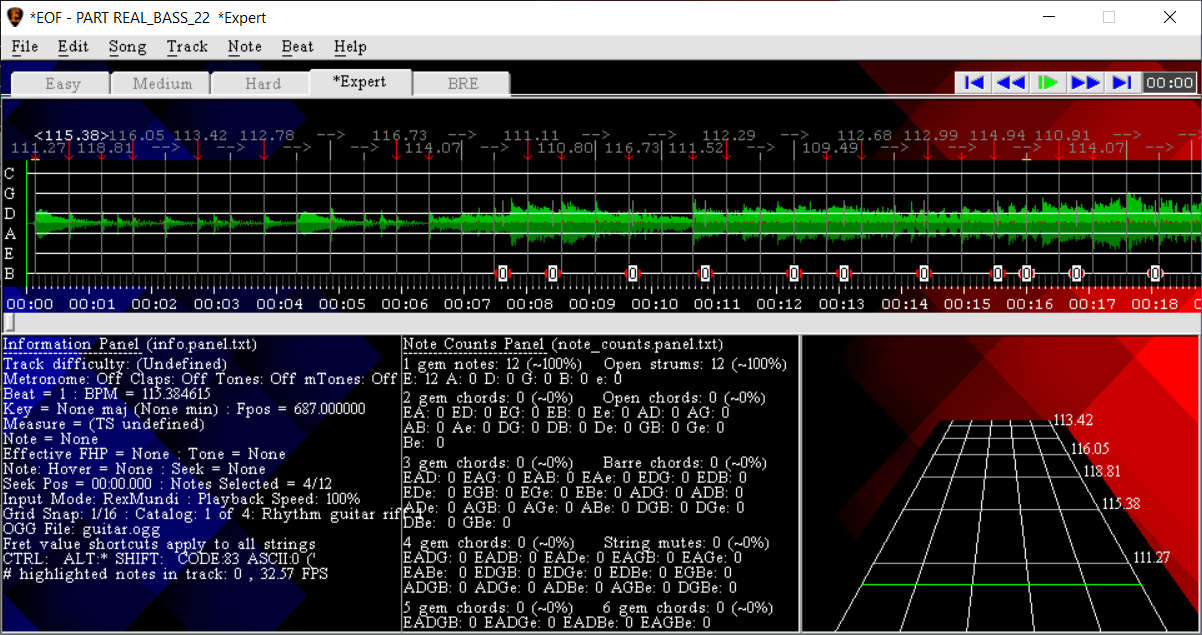 *EOF - PART REAL_BASS_22 *Expert
File Edit Song Track Note Beat Help
Easy Medium Hard *Expert BRE 00:00
<115.38> 116.05 113.42 112.78 --> 116.73 --> 111.11 --> --> 112.29 --> 112.68 112.99 114.94 110.91 --> -->
111.27 118.81 --> --> --> 114.07 --> 110.80 116.73 111.52 --> 109.49 --> --> --> 114.07 -->
C
G
D
A
E
B 0 0 0 0 0 0 0 0 0 0 0
00:00 00:01 00:02 00:03 00:04 00:05 00:06 00:07 00:08 00:09 00:10 00:11 00:12 00:13 00:14 00:15 00:16 00:17 00:18
Information Panel (info.panel.txt)
Track difficulty: (Undefined)
Metronome: Off Claps: Off Tones: Off mTones: Off
Beat = 1 : BPM = 115.384615
Key = None maj (None min) : Fpos = 687.000000
Measure = (TS undefined)
Note = None
Effective FHP = None : Tone = None
Note: Hover = None : Seek = None
Seek Pos = 00:00.000 : Notes Selected = 4/12
Input Mode: RexMundi : Playback Speed: 100%
Grid Snap: 1/16 : Catalog: 1 of 4: Rhythm guitar riff
OGG File: guitar.ogg
Fret value shortcuts apply to all strings
CTRL: ALT:* SHIFT: CODE:83 ASCII:0 ('
# highlighted notes in track: 0 , 32.57 FPS
Note Counts Panel (note_counts.panel.txt)
1 gem notes: 12 (~100%) Open strums: 12 (~100%)
E: 12 A: 0 D: 0 G: 0 B: 0 e: 0
2 gem chords: 0 (~0%) Open chords: 0 (~0%)
EA: 0 ED: 0 EG: 0 EB: 0 Ee: 0 AD: 0 AG: 0
AB: 0 Ae: 0 DG: 0 DB: 0 De: 0 GB: 0 Ge: 0
Be: 0
3 gem chords: 0 (~0%) Barre chords: 0 (~0%)
EAD: 0 EAG: 0 EAB: 0 EAe: 0 EDG: 0 EDB: 0
EDe: 0 EGB: 0 EGe: 0 EBe: 0 ADG: 0 ADB: 0
ADe: 0 AGB: 0 AGe: 0 ABe: 0 DGB: 0 DGe: 0
DBe: 0 GBe: 0
4 gem chords: 0 (~0%) String mutes: 0 (~0%)
EADG: 0 EADB: 0 EADe: 0 EAGB: 0 EAGe: 0
EABe: 0 EDGB: 0 EDGe: 0 EDBe: 0 EGBe: 0
ADGB: 0 ADGe: 0 ADBe: 0 AGBe: 0 DGBe: 0
5 gem chords: 0 (~0%) 6 gem chords: 0 (~0%)
EADGB: 0 EADGe: 0 EADBe: 0 EAGBe: 0
113.42
116.05
118.81
115.38
111.27